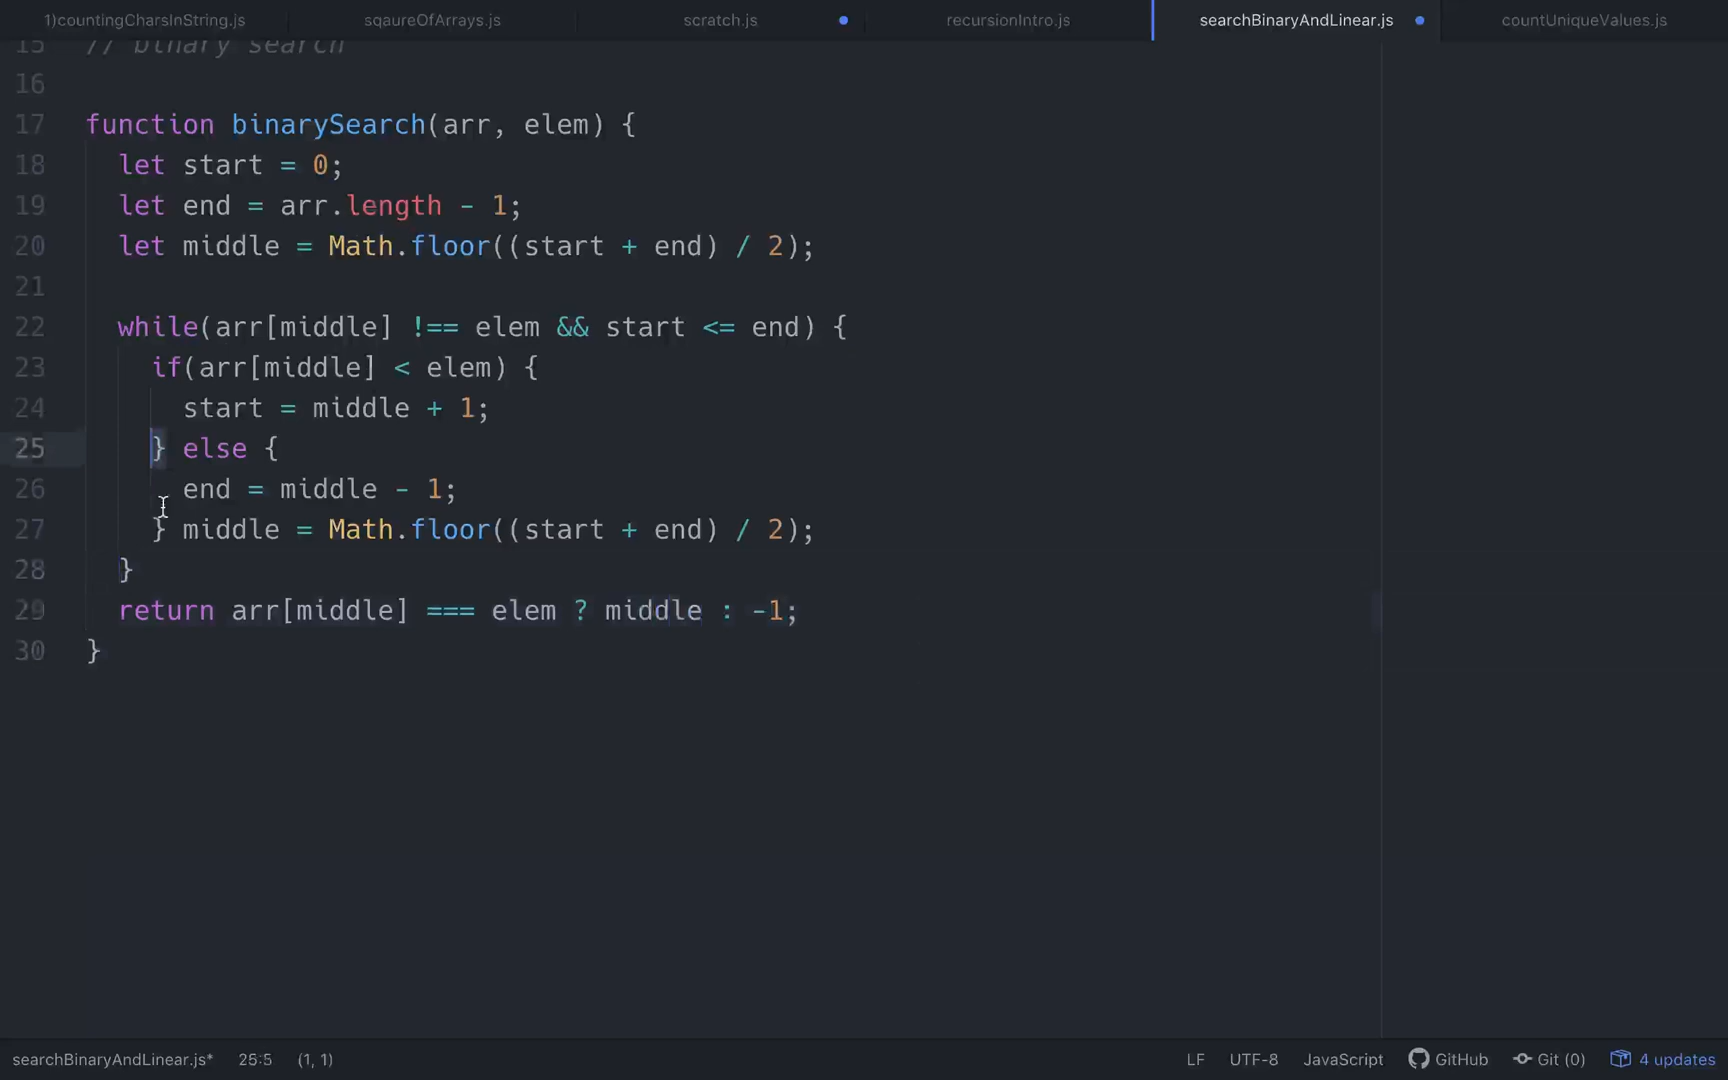 1)countingCharsInString.js sqaureOfArrays.js scratch.js recursionIntro.js searchBinaryAndLinear.js countUniqueValues.js
15 // binary search
16
17 function binarySearch(arr, elem) {
18 let start = 0;
19 let end = arr.length - 1;
20 let middle = Math.floor((start + end) / 2);
21
22 while(arr[middle] !== elem && start <= end) {
23 if(arr[middle] < elem) {
24 start = middle + 1;
25 } else {
26 end = middle - 1;
27 } middle = Math.floor((start + end) / 2);
28 }
29 return arr[middle] === elem ? middle : -1;
30 }
searchBinaryAndLinear.js* 25:5 (1, 1) LF UTF-8 JavaScript GitHub Git (0) 4 updates